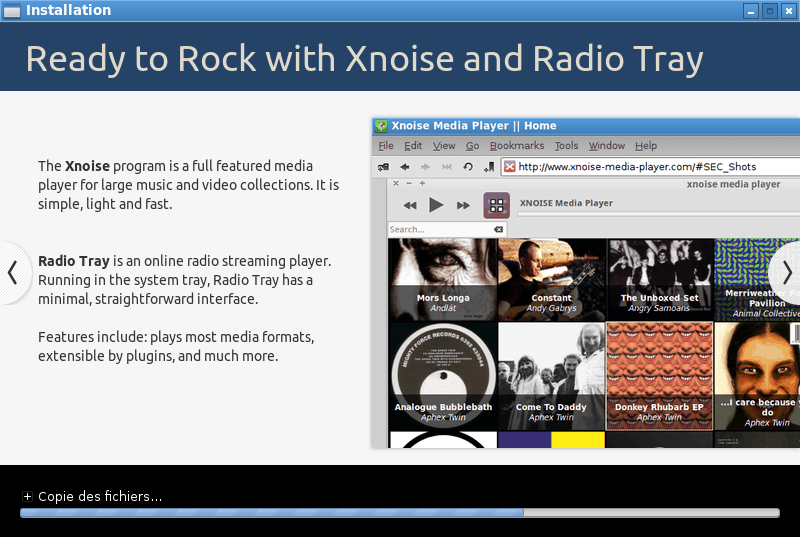 Installation
Ready to Rock with Xnoise and Radio Tray
The Xnoise program is a full featured media
player for large music and video collections. It is
simple, light and fast.
Radio Tray is an online radio streaming player.
Running in the system tray, Radio Tray has a
minimal, straightforward interface.
Features include: plays most media formats,
extensible by plugins, and much more.
Xnoise Media Player || Home
File Edit View Go Bookmarks Tools Window Help
http://www.xnoise-media-player.com/#SEC_Shots
xnoise media player
XNOISE Media Player
Search...
Mors Longa
Andlát
Constant
Andy Gabrys
The Unboxed Set
Angry Samoans
Merriweather
Pavilion
Animal Collective
MIGHTY FORCE RECORDS
Analogue Bubblebath
Aphex Twin
Come To Daddy
Aphex Twin
Donkey Rhubarb EP
Aphex Twin
...I care because
do
Aphex Twin
Copie des fichiers...